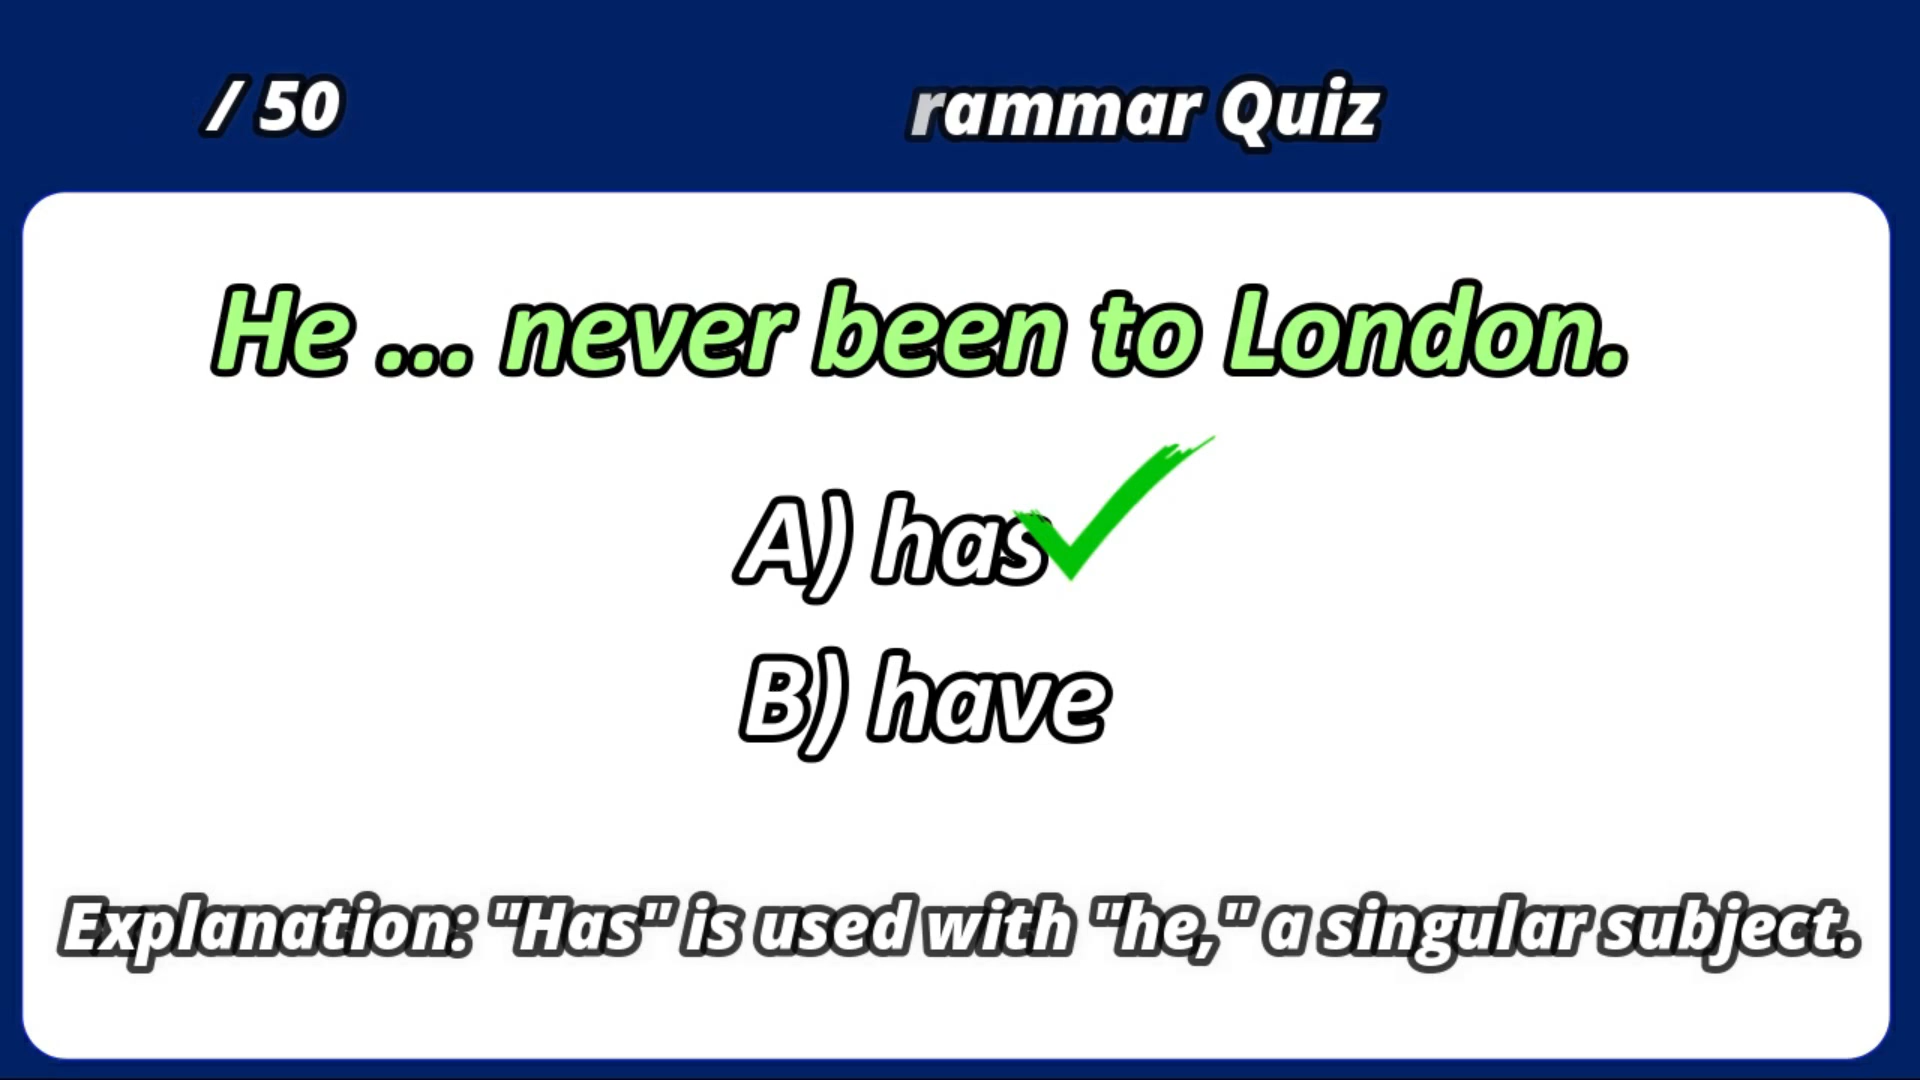 / 50
rammar Quiz
He ... never been to London.
A) has
B) have
Explanation: "Has" is used with "he," a singular subject.